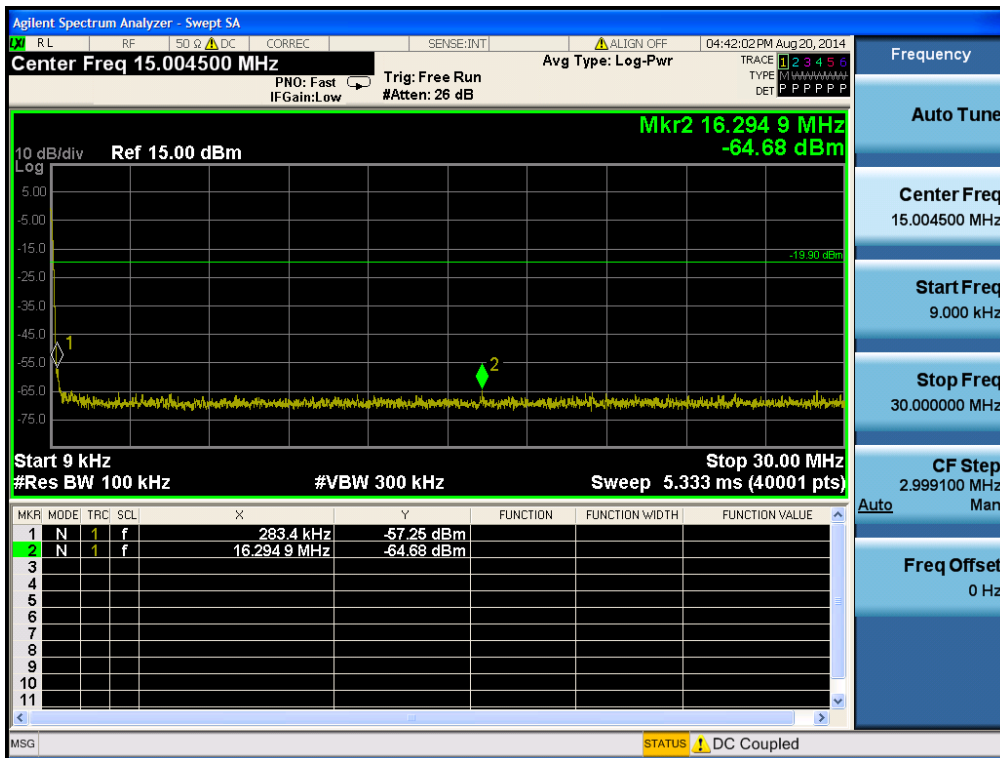 Agilent Spectrum Analyzer - Swept SA
LXI RL RF 50 Ω DC CORREC SENSE:INT ALIGN OFF 04:42:02 PM Aug 20, 2014
Center Freq 15.004500 MHz
PNO: Fast
IFGain:Low
Trig: Free Run
#Atten: 26 dB
Avg Type: Log-Pwr
TRACE 1 2 3 4 5 6
TYPE M WWWWW
DET P P P P P P
Mkr2 16.294 9 MHz
-64.68 dBm
10 dB/div Ref 15.00 dBm
Log
5.00
-5.00
-15.0
-19.90 dBm
-25.0
-35.0
-45.0
-55.0
-65.0
-75.0
1
2
Start 9 kHz Stop 30.00 MHz
#Res BW 100 kHz #VBW 300 kHz Sweep 5.333 ms (40001 pts)
MKR MODE TRC SCL X Y FUNCTION FUNCTION WIDTH FUNCTION VALUE
1 N 1 f 283.4 kHz -57.25 dBm
2 N 1 f 16.294 9 MHz -64.68 dBm
3
4
5
6
7
8
9
10
11
MSG STATUS DC Coupled
Frequency
Auto Tune
Center Freq
15.004500 MHz
Start Freq
9.000 kHz
Stop Freq
30.000000 MHz
CF Step
2.999100 MHz
Auto Man
Freq Offset
0 Hz